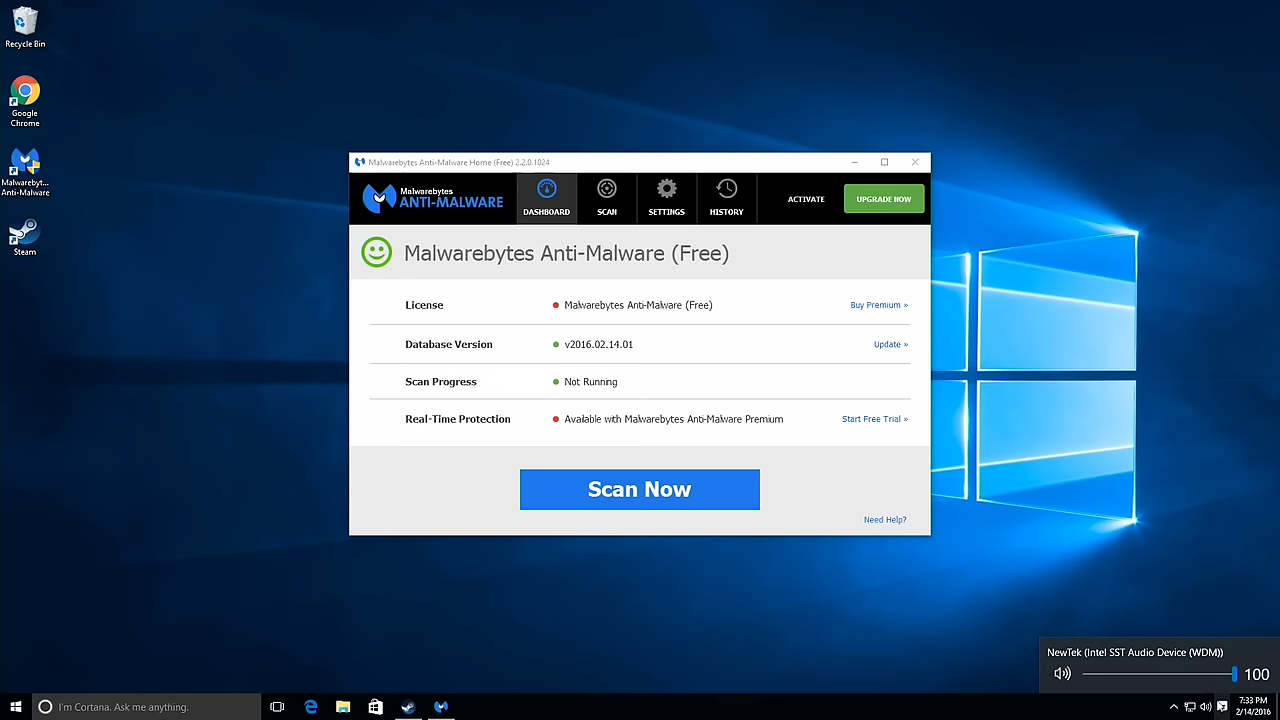 Recycle Bin
Google
Chrome
Malwarebyt...
Anti-Malware
Steam
Malwarebytes Anti-Malware Home (Free) 2.2.0.1024
Malwarebytes
ANTI-MALWARE
DASHBOARD
SCAN
SETTINGS
HISTORY
ACTIVATE
UPGRADE NOW
Malwarebytes Anti-Malware (Free)
License Malwarebytes Anti-Malware (Free) Buy Premium »
Database Version v2016.02.14.01 Update »
Scan Progress Not Running
Real-Time Protection Available with Malwarebytes Anti-Malware Premium Start Free Trial »
Scan Now
Need Help?
NewTek (Intel SST Audio Device (WDM))
100
I'm Cortana. Ask me anything.
7:33 PM
2/14/2016